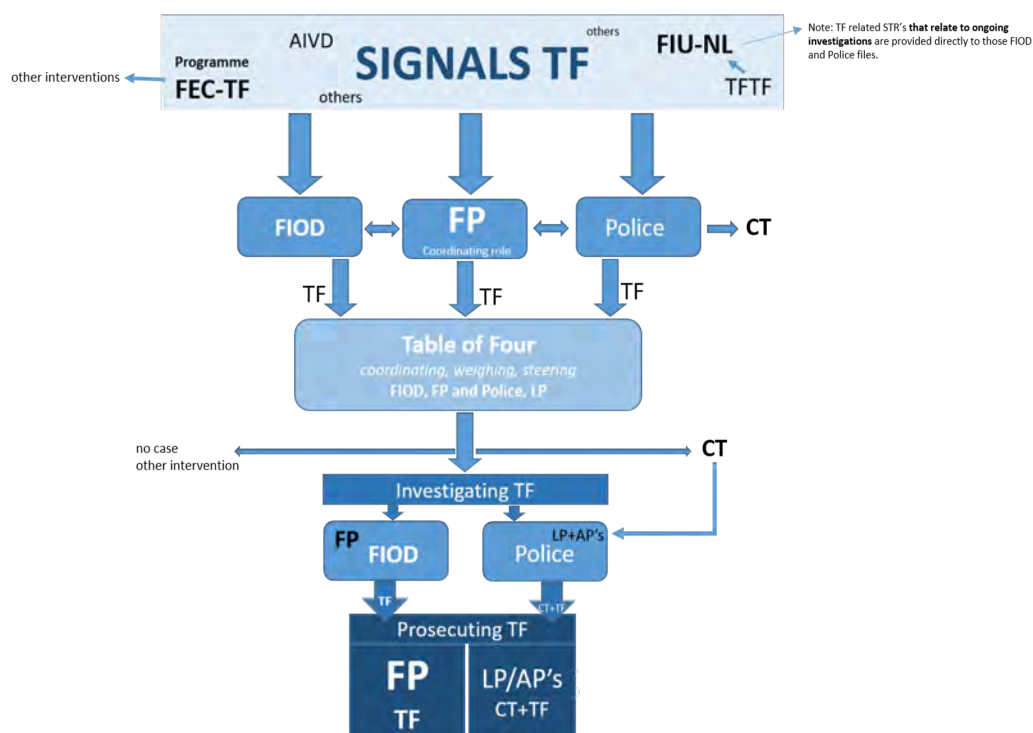 others
AIVD
SIGNALS TF
FIU-NL
Programme
FEC-TF
others
TFTF
Note: TF related STR's that relate to ongoing
investigations are provided directly to those FIOD
and Police files.
other interventions
FIOD
FP
Coordinating role
Police
CT
TF
TF
TF
Table of Four
coordinating, weighing, steering
FIOD, FP and Police, LP
no case
other intervention
CT
Investigating TF
FP
FIOD
LP+AP's
Police
TF
CT+TF
Prosecuting TF
FP
TF
LP/AP's
CT+TF